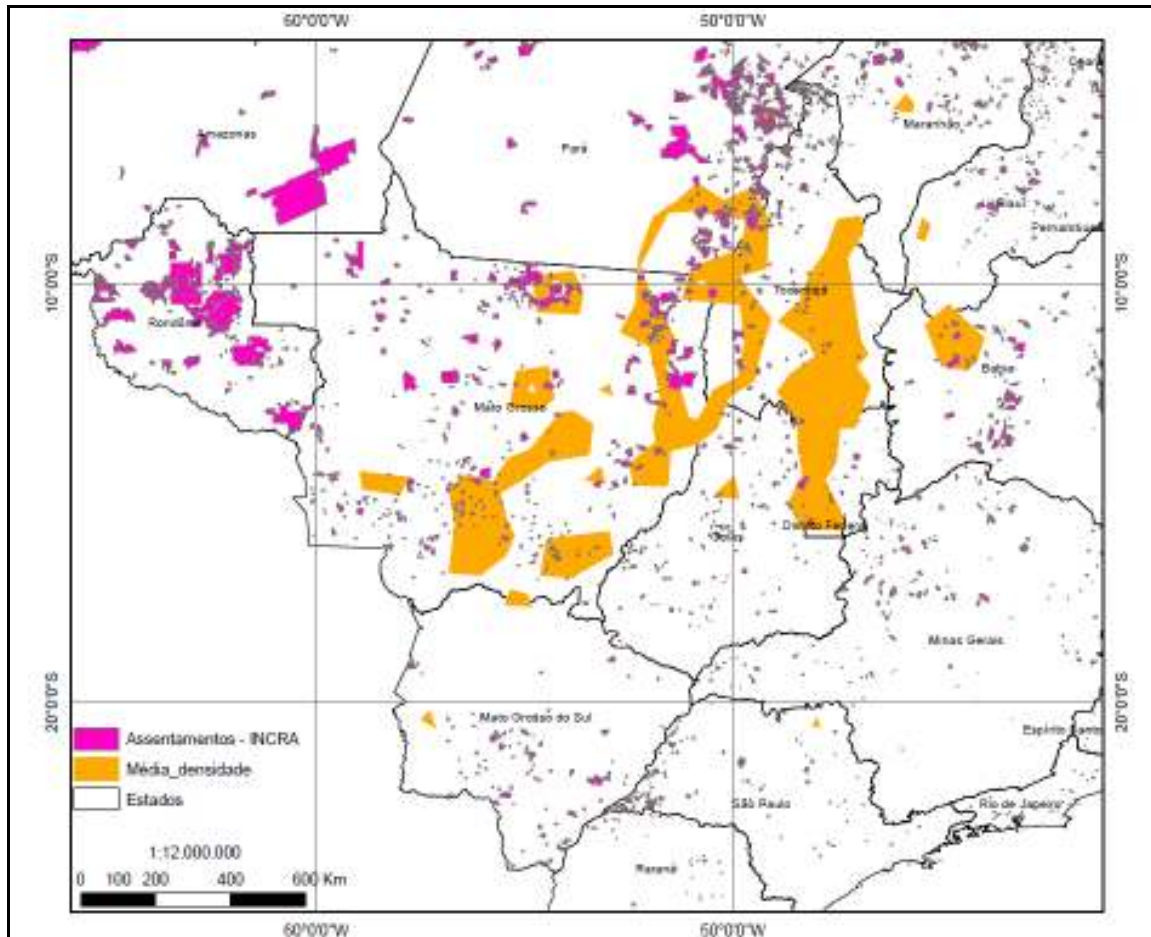 60°0'0"W 50°0'0"W
Ceará
Amazonas
Maranhão
Pará
Piauí
Pernambuco
10°0'0"S 10°0'0"S
Tocantins
Rondônia
Bahia
Mato Grosso
Distrito Federal
Goiás
Minas Gerais
20°0'0"S 20°0'0"S
Mato Grosso do Sul
Espírito Santo
Assentamentos - INCRA
Média_densidade
Estados
São Paulo
Rio de Janeiro
1:12.000.000
Paraná
0 100 200 400 600 Km
60°0'0"W 50°0'0"W